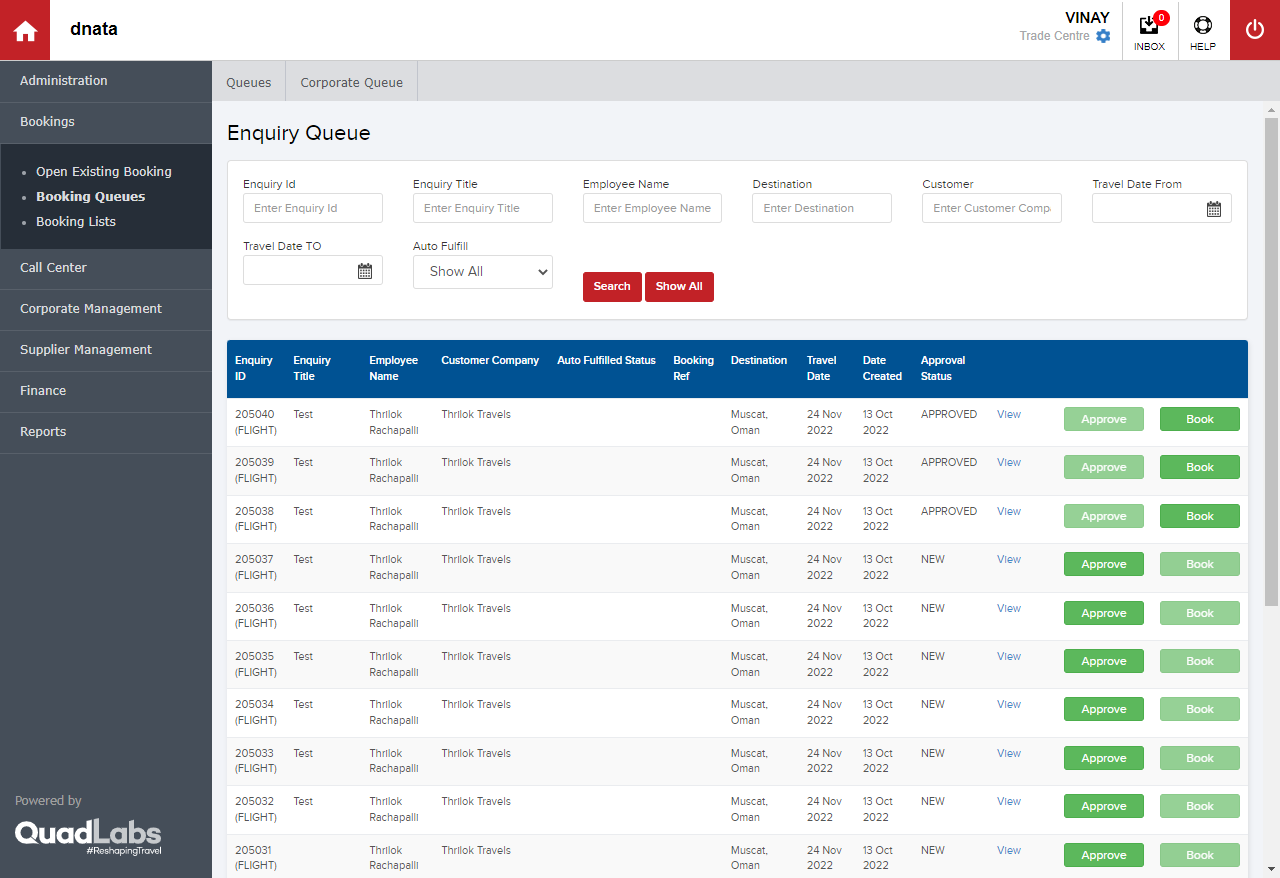 dnata
VINAY
Trade Centre
0
INBOX
HELP
Administration
Bookings
Open Existing Booking
Booking Queues
Booking Lists
Call Center
Corporate Management
Supplier Management
Finance
Reports
Powered by
QuadLabs
#ReshapingTravel
Queues Corporate Queue
Enquiry Queue
Enquiry Id Enquiry Title Employee Name Destination Customer Travel Date From
Enter Enquiry Id Enter Enquiry Title Enter Employee Name Enter Destination Enter Customer Comp
Travel Date TO Auto Fulfill
Show All
Search Show All
Enquiry Enquiry Employee Customer Company Auto Fulfilled Status Booking Destination Travel Date Approval
ID Title Name Ref Date Created Status
205040 Test Thrilok Thrilok Travels Muscat, 24 Nov 13 Oct APPROVED View Approve Book
(FLIGHT) Rachapalli Oman 2022 2022
205039 Test Thrilok Thrilok Travels Muscat, 24 Nov 13 Oct APPROVED View Approve Book
(FLIGHT) Rachapalli Oman 2022 2022
205038 Test Thrilok Thrilok Travels Muscat, 24 Nov 13 Oct APPROVED View Approve Book
(FLIGHT) Rachapalli Oman 2022 2022
205037 Test Thrilok Thrilok Travels Muscat, 24 Nov 13 Oct NEW View Approve Book
(FLIGHT) Rachapalli Oman 2022 2022
205036 Test Thrilok Thrilok Travels Muscat, 24 Nov 13 Oct NEW View Approve Book
(FLIGHT) Rachapalli Oman 2022 2022
205035 Test Thrilok Thrilok Travels Muscat, 24 Nov 13 Oct NEW View Approve Book
(FLIGHT) Rachapalli Oman 2022 2022
205034 Test Thrilok Thrilok Travels Muscat, 24 Nov 13 Oct NEW View Approve Book
(FLIGHT) Rachapalli Oman 2022 2022
205033 Test Thrilok Thrilok Travels Muscat, 24 Nov 13 Oct NEW View Approve Book
(FLIGHT) Rachapalli Oman 2022 2022
205032 Test Thrilok Thrilok Travels Muscat, 24 Nov 13 Oct NEW View Approve Book
(FLIGHT) Rachapalli Oman 2022 2022
205031 Thrilok Thrilok Travels Muscat, 24 Nov 13 Oct NEW View Approve Book
(FLIGHT) Rachapalli Oman 2022 2022